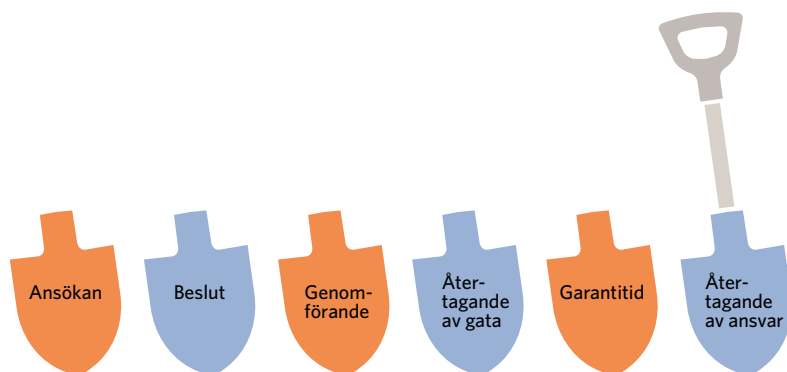 Ansökan
Beslut
Genom-
förande
Åter-
tagande
av gata
Garantitid
Åter-
tagande
av ansvar